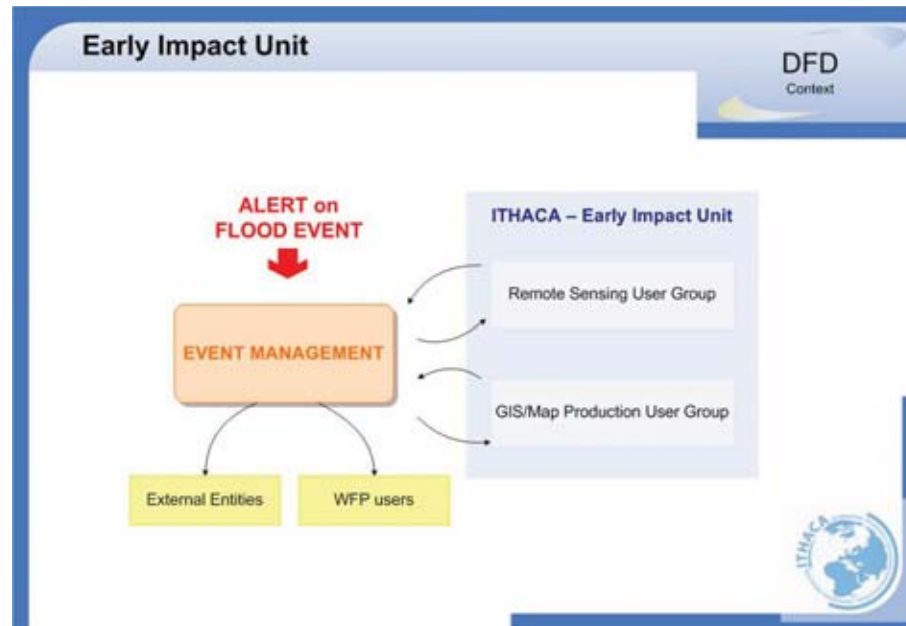 Early Impact Unit
DFD
Context
ALERT on
FLOOD EVENT
ITHACA – Early Impact Unit
Remote Sensing User Group
EVENT MANAGEMENT
GIS/Map Production User Group
External Entities
WFP users
ITHACA